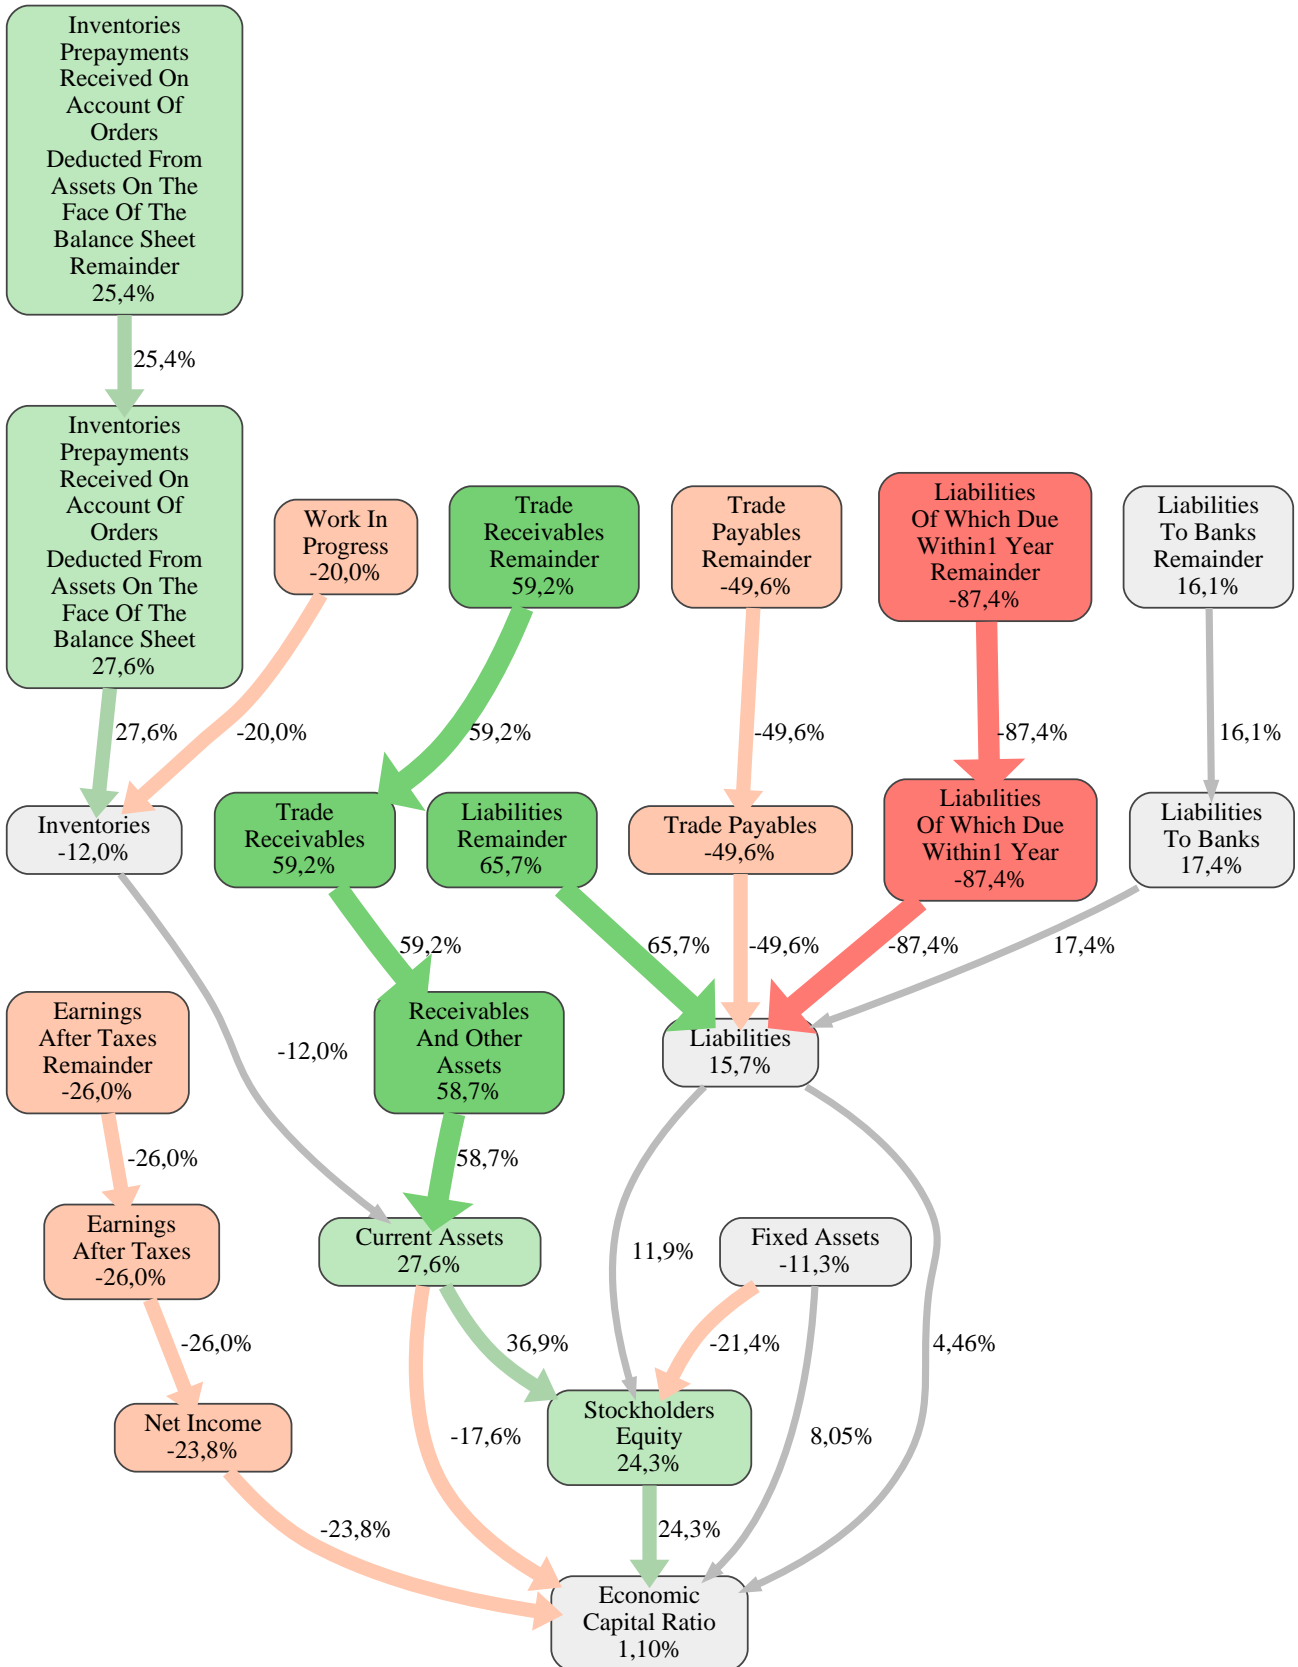 Inventories
Prepayments
Received On
Account Of
Orders
Deducted From
Assets On The
Face Of The
Balance Sheet
Remainder
25,4%
25,4%
Inventories
Prepayments
Received On
Account Of
Orders
Deducted From
Assets On The
Face Of The
Balance Sheet
27,6%
Work In
Progress
-20,0%
Trade
Receivables
Remainder
59,2%
Trade
Payables
Remainder
-49,6%
Liabilities
Of Which Due
Within1 Year
Remainder
-87,4%
Liabilities
To Banks
Remainder
16,1%
27,6%
-20,0%
59,2%
-49,6%
-87,4%
16,1%
Inventories
-12,0%
Trade
Receivables
59,2%
Liabilities
Remainder
65,7%
Trade Payables
-49,6%
Liabilities
Of Which Due
Within1 Year
-87,4%
Liabilities
To Banks
17,4%
59,2%
65,7%
-49,6%
-87,4%
17,4%
Earnings
After Taxes
Remainder
-26,0%
-12,0%
Receivables
And Other
Assets
58,7%
Liabilities
15,7%
-26,0%
58,7%
Earnings
After Taxes
-26,0%
Current Assets
27,6%
11,9%
Fixed Assets
-11,3%
-26,0%
36,9%
-21,4%
4,46%
Net Income
-23,8%
-17,6%
Stockholders
Equity
24,3%
8,05%
-23,8%
24,3%
Economic
Capital Ratio
1,10%